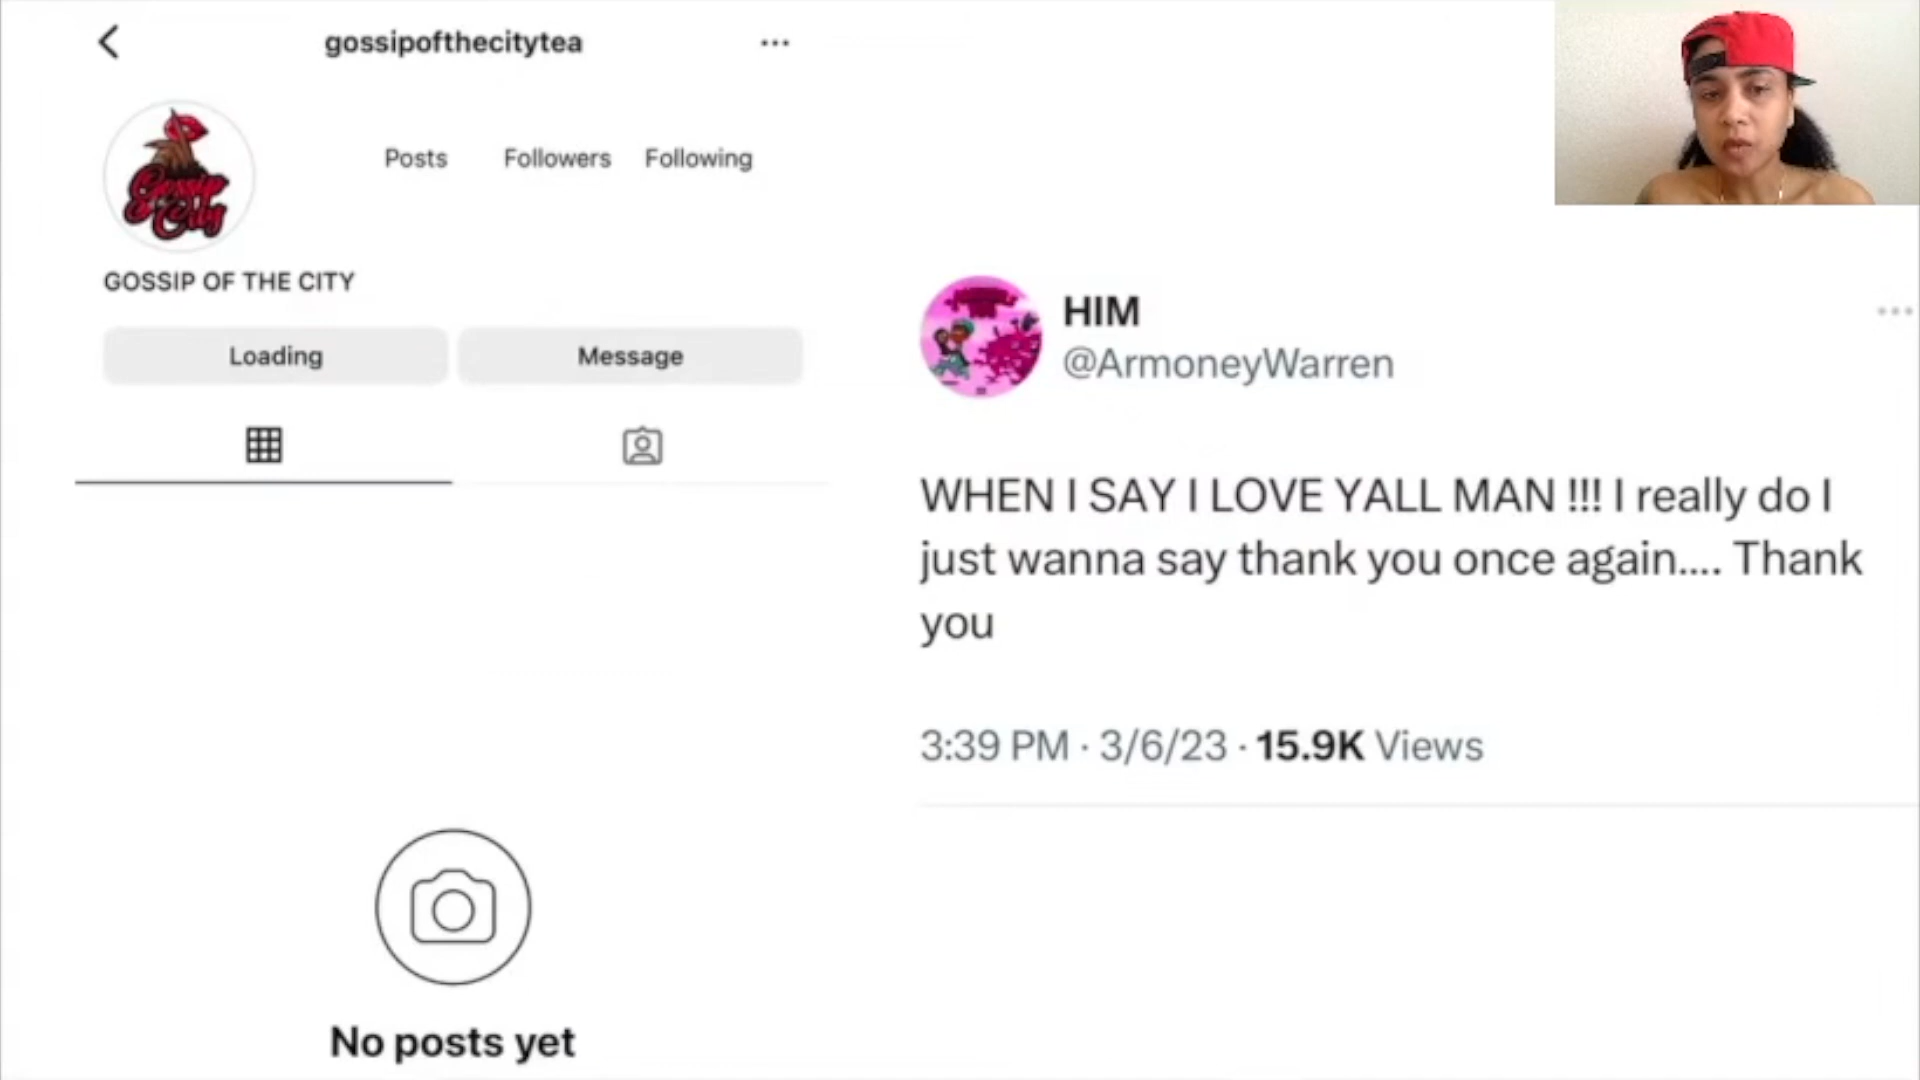 gossipofthecitytea
Gossip
City
Posts Followers Following
GOSSIP OF THE CITY
Loading Message
No posts yet
HIM
@ArmoneyWarren
WHEN I SAY I LOVE YALL MAN !!! I really do I
just wanna say thank you once again.... Thank
you
3:39 PM · 3/6/23 · 15.9K Views